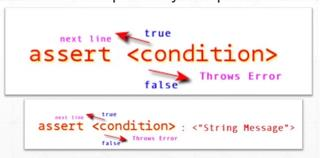 next line true
assert <condition>
false Throws Error
next line true
assert <condition> : <"String Message">
false Throws Error